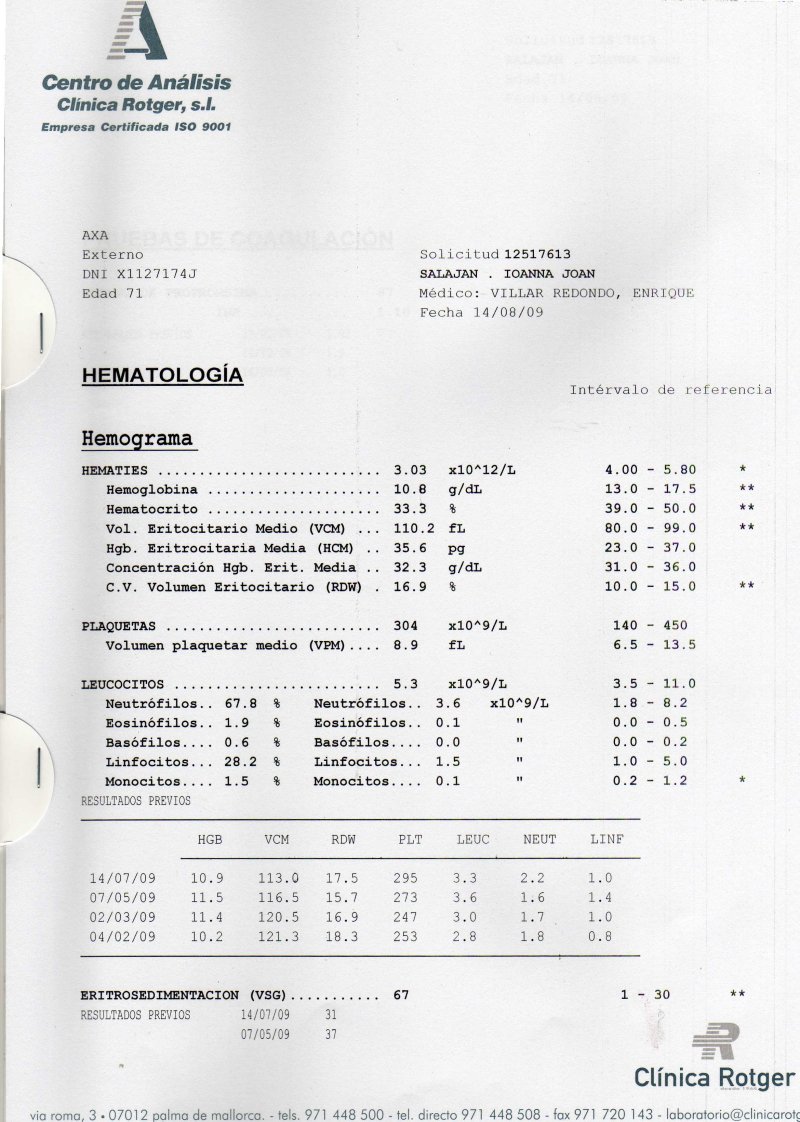 Centro de Análisis
Clínica Rotger, s.l.
Empresa Certificada ISO 9001
AXA
Externo
DNI X1127174J
Edad 71
Solicitud 12517613
SALAJAN . IOANNA JOAN
Médico: VILLAR REDONDO, ENRIQUE
Fecha 14/08/09
HEMATOLOGÍA
Intérvalo de referencia
Hemograma
HEMATIES ........................... 3.03 x10^12/L 4.00 - 5.80 *
Hemoglobina ..................... 10.8 g/dL 13.0 - 17.5 **
Hematocrito ..................... 33.3 % 39.0 - 50.0 **
Vol. Eritocitario Medio (VCM) ... 110.2 fL 80.0 - 99.0 **
Hgb. Eritrocitaria Media (HCM) .. 35.6 pg 23.0 - 37.0
Concentración Hgb. Erit. Media .. 32.3 g/dL 31.0 - 36.0
C.V. Volumen Eritocitario (RDW) . 16.9 % 10.0 - 15.0 **
PLAQUETAS .......................... 304 x10^9/L 140 - 450
Volumen plaquetar medio (VPM).... 8.9 fL 6.5 - 13.5
LEUCOCITOS ......................... 5.3 x10^9/L 3.5 - 11.0
Neutrófilos.. 67.8 % Neutrófilos.. 3.6 x10^9/L 1.8 - 8.2
Eosinófilos.. 1.9 % Eosinófilos.. 0.1 " 0.0 - 0.5
Basófilos.... 0.6 % Basófilos.... 0.0 " 0.0 - 0.2
Linfocitos... 28.2 % Linfocitos... 1.5 " 1.0 - 5.0
Monocitos.... 1.5 % Monocitos.... 0.1 " 0.2 - 1.2 *
RESULTADOS PREVIOS
HGB VCM RDW PLT LEUC NEUT LINF
14/07/09 10.9 113.0 17.5 295 3.3 2.2 1.0
07/05/09 11.5 116.5 15.7 273 3.6 1.6 1.4
02/03/09 11.4 120.5 16.9 247 3.0 1.7 1.0
04/02/09 10.2 121.3 18.3 253 2.8 1.8 0.8
ERITROSEDIMENTACION (VSG)........... 67 1 - 30 **
RESULTADOS PREVIOS 14/07/09 31
07/05/09 37
Clínica Rotger
via roma, 3 • 07012 palma de mallorca. - tels. 971 448 500 - tel. directo 971 448 508 - fax 971 720 143 - laboratorio@clinicarotg